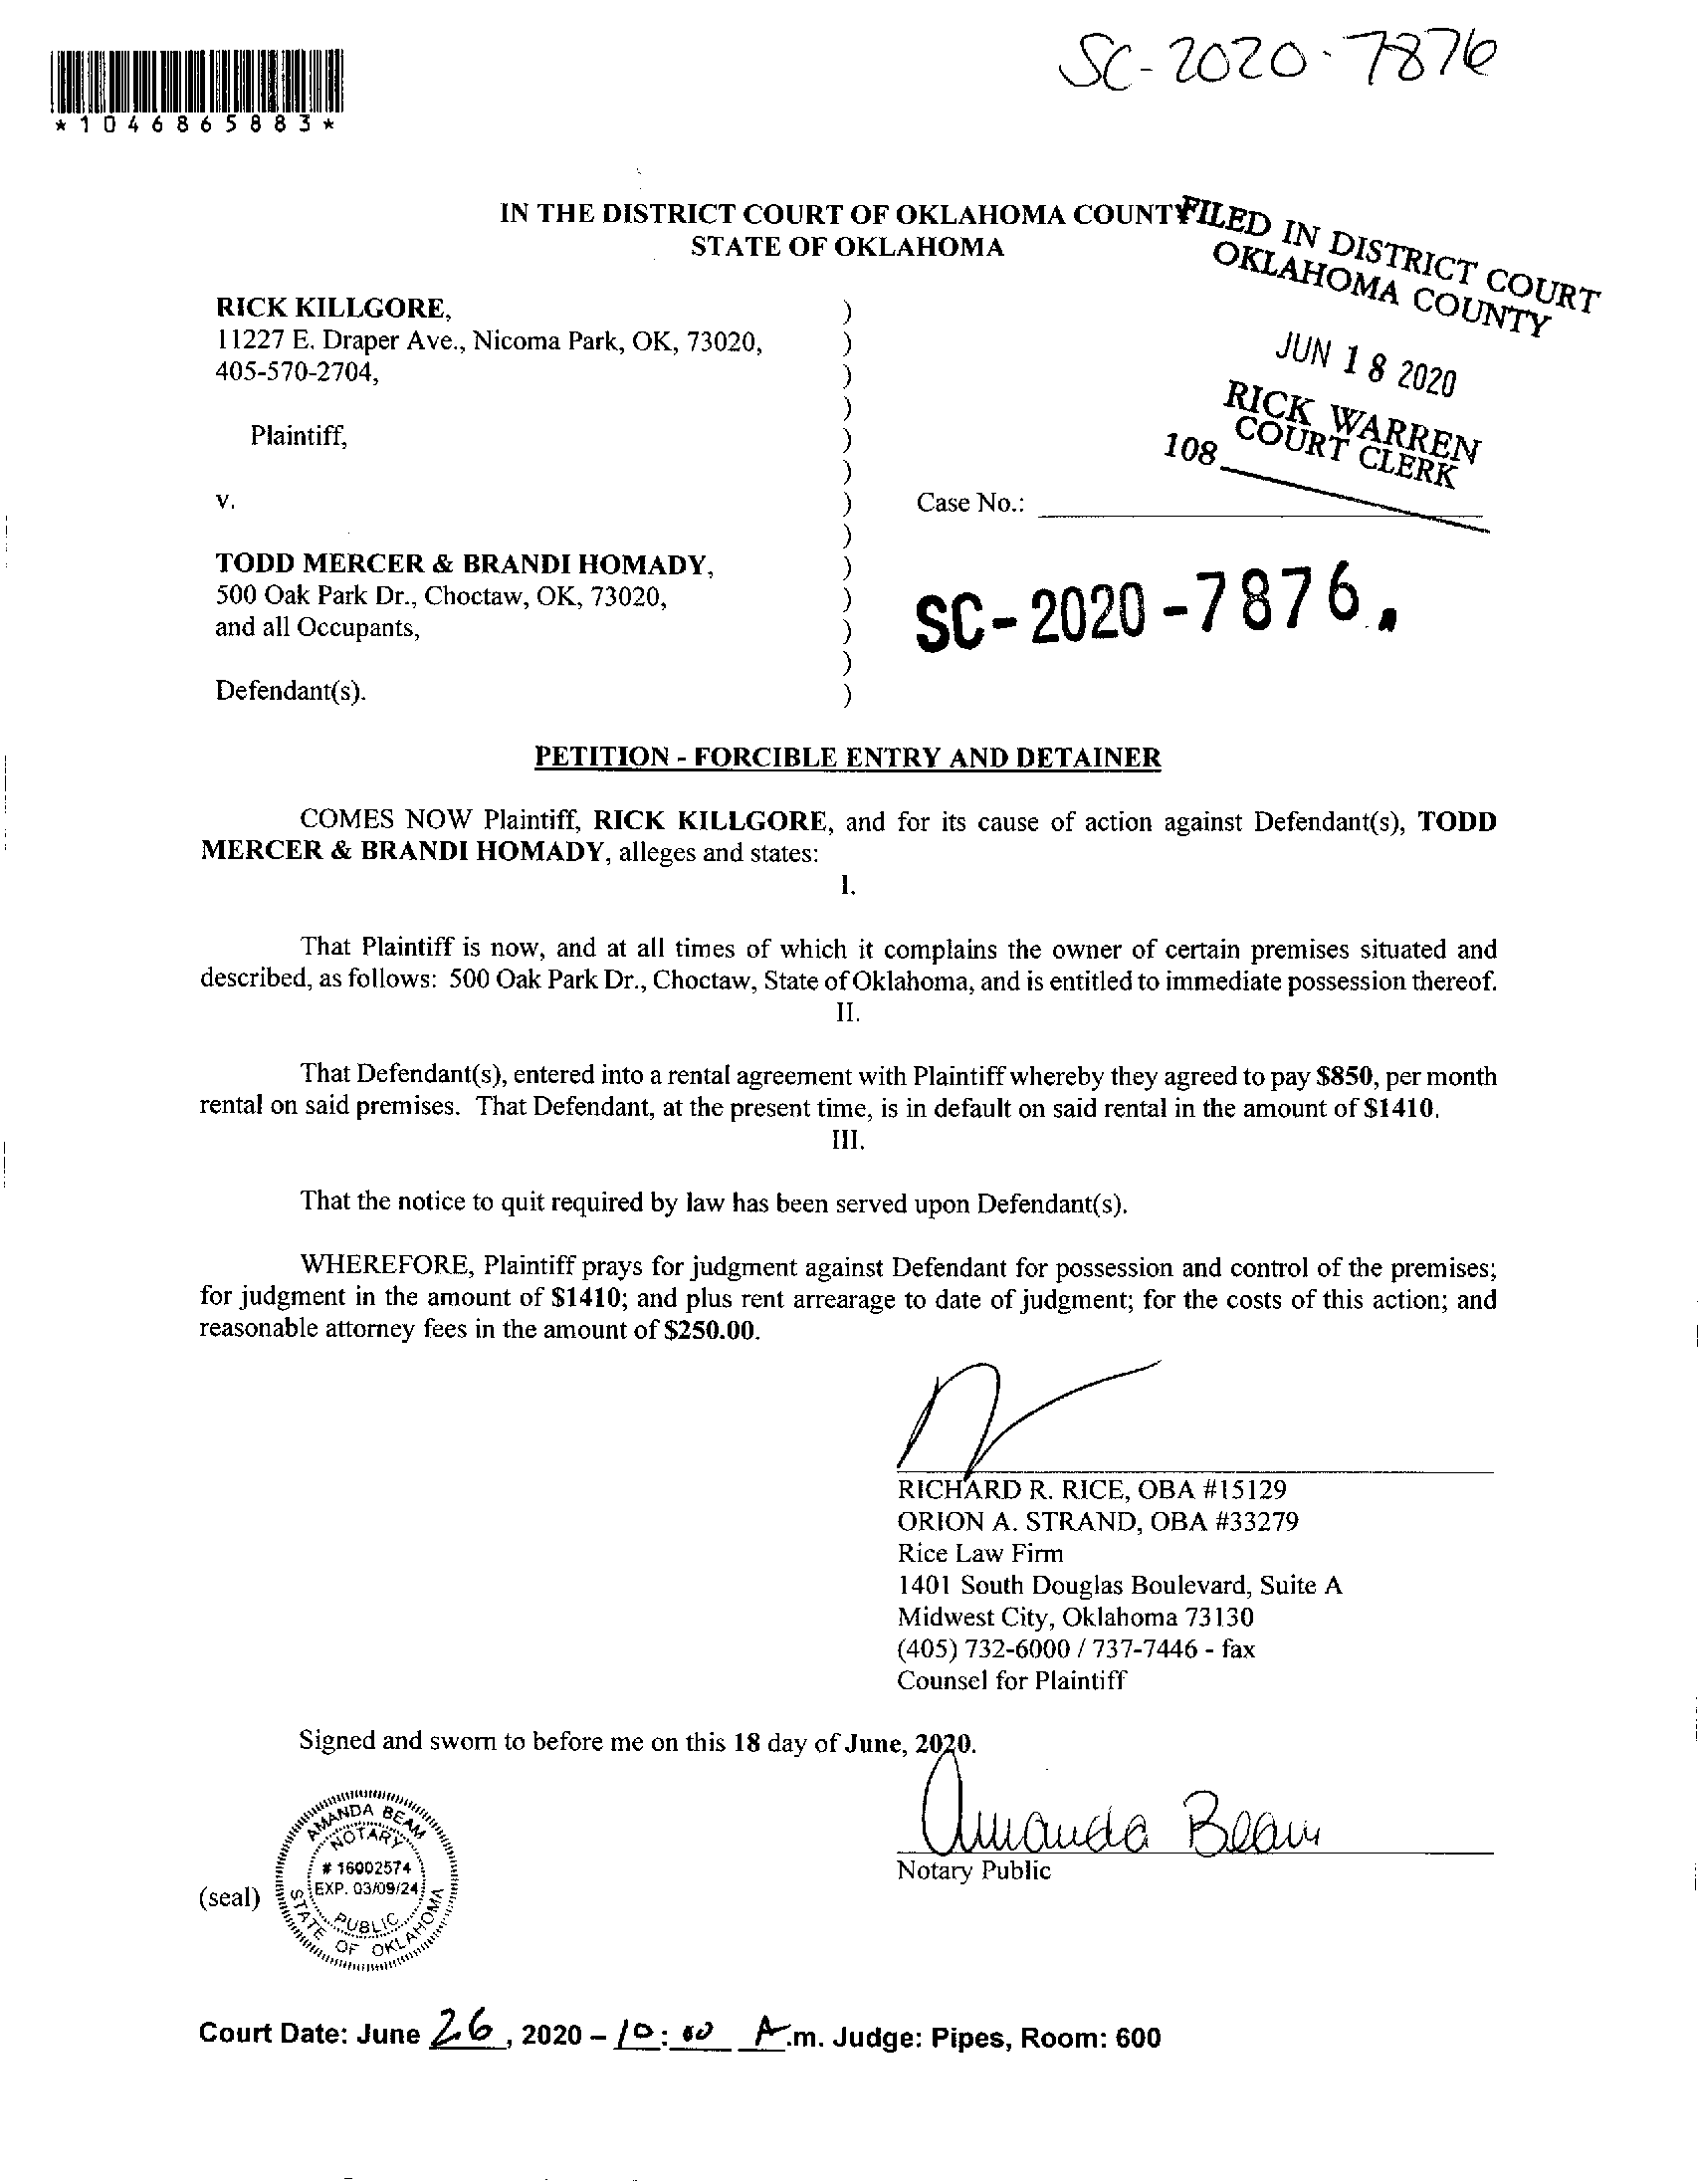 SC-2020-7876
*1046865883*
IN THE DISTRICT COURT OF OKLAHOMA COUNTY
STATE OF OKLAHOMA
FILED IN DISTRICT COURT
OKLAHOMA COUNTY
JUN 18 2020
RICK WARREN
COURT CLERK
108
RICK KILLGORE, )
11227 E. Draper Ave., Nicoma Park, OK, 73020, )
405-570-2704, )
)
Plaintiff, )
)
v. ) Case No.:
)
TODD MERCER & BRANDI HOMADY, )
500 Oak Park Dr., Choctaw, OK, 73020, )
and all Occupants, )
)
Defendant(s). )
SC-2020-7876
PETITION - FORCIBLE ENTRY AND DETAINER
COMES NOW Plaintiff, RICK KILLGORE, and for its cause of action against Defendant(s), TODD
MERCER & BRANDI HOMADY, alleges and states:
I.
That Plaintiff is now, and at all times of which it complains the owner of certain premises situated and
described, as follows: 500 Oak Park Dr., Choctaw, State of Oklahoma, and is entitled to immediate possession thereof.
II.
That Defendant(s), entered into a rental agreement with Plaintiff whereby they agreed to pay $850, per month
rental on said premises. That Defendant, at the present time, is in default on said rental in the amount of $1410.
III.
That the notice to quit required by law has been served upon Defendant(s).
WHEREFORE, Plaintiff prays for judgment against Defendant for possession and control of the premises;
for judgment in the amount of $1410; and plus rent arrearage to date of judgment; for the costs of this action; and
reasonable attorney fees in the amount of $250.00.
RICHARD R. RICE, OBA #15129
ORION A. STRAND, OBA #33279
Rice Law Firm
1401 South Douglas Boulevard, Suite A
Midwest City, Oklahoma 73130
(405) 732-6000 / 737-7446 - fax
Counsel for Plaintiff
Signed and sworn to before me on this 18 day of June, 2020.
Amanda Beam
Notary Public
(seal)
AMANDA BEAM
NOTARY
# 16002574
EXP. 03/09/24
PUBLIC
STATE OF OKLAHOMA
Court Date: June 26, 2020 – 10:00 A.m. Judge: Pipes, Room: 600